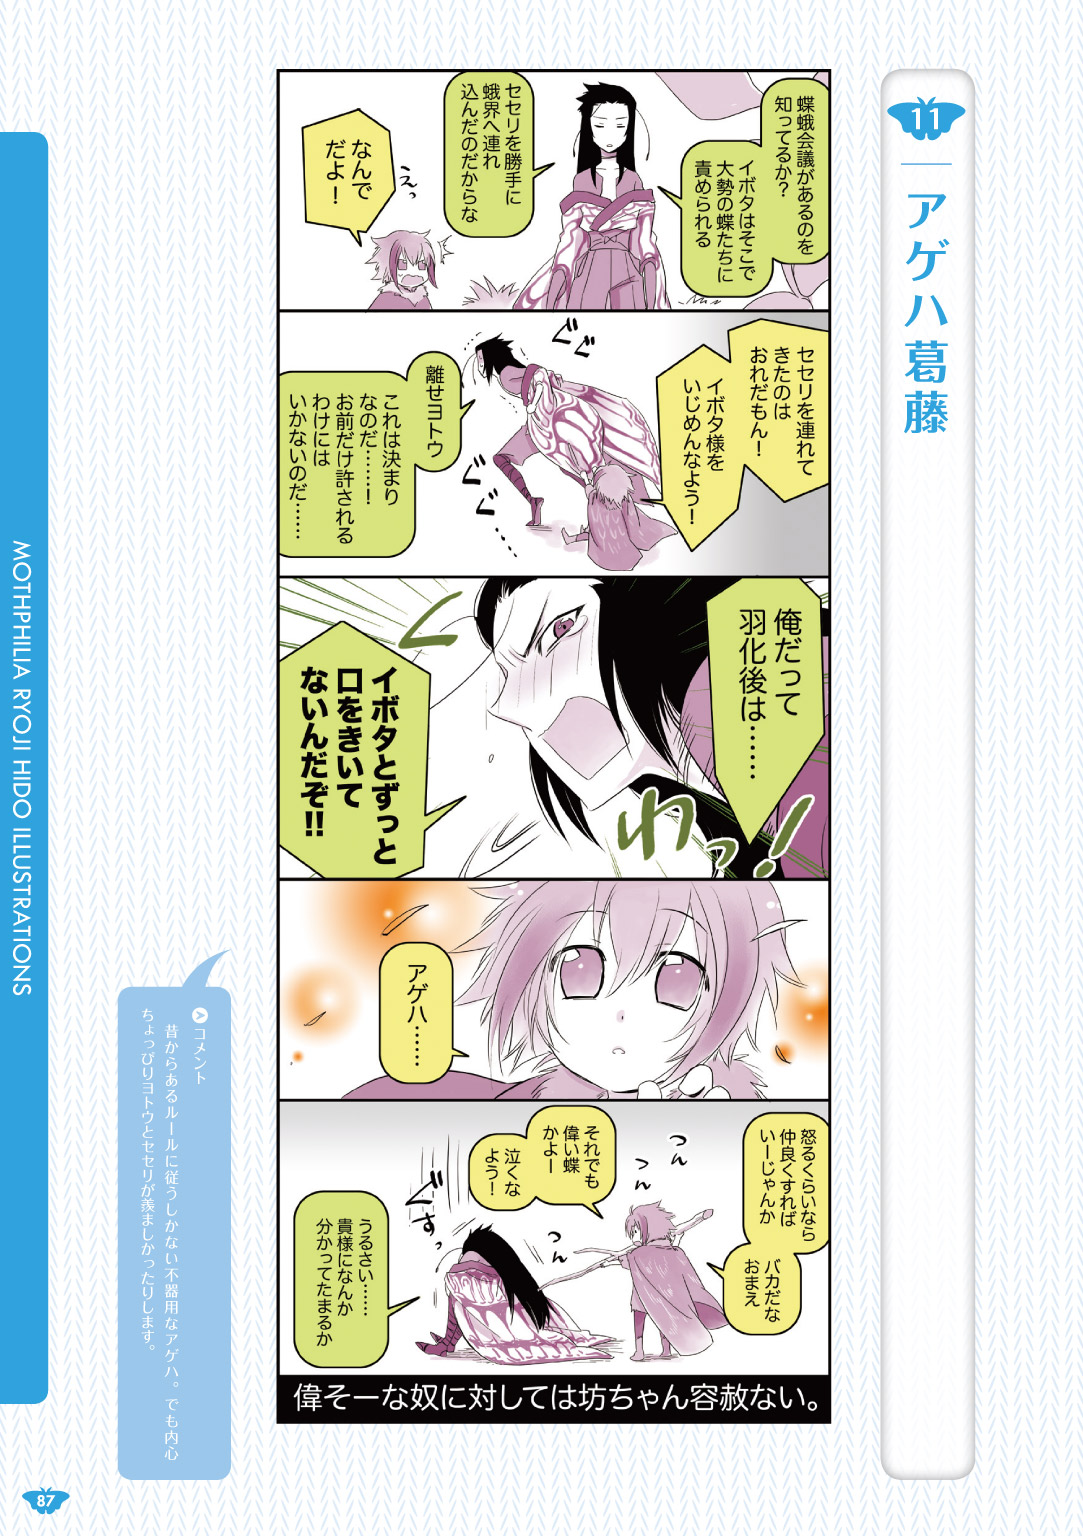 11
アゲハ葛藤
蝶蛾会議があるのを
知ってるか?
イボタはそこで
大勢の蝶たちに
責められる
セセリを勝手に
蛾界へ連れ
込んだのだからな
えっ
なんで
だよ!
セセリを連れて
きたのは
おれだもん!
イボタ様を
いじめんなよう!
ぐぐ
離せヨトウ
これは決まり
なのだ……!
お前だけ許される
わけには
いかないのだ……
ぐぐ……
俺だって
羽化後は……
わっ!
イボタとずっと
口をきいて
ないんだぞ!!
アゲハ……
怒るくらいなら
仲良くすれば
いーじゃんか
バカだな
おまえ
つん
つん
つん
それでも
偉い蝶
かよー
泣くな
よう!
ぐすっ
うるさい……
貴様になんか
分かってたまるか
偉そーな奴に対しては坊ちゃん容赦ない。
コメント
昔からあるルールに従うしかない不器用なアゲハ。でも内心
ちょっぴりヨトウとセセリが羨ましかったりします。
MOTHPHILIA RYOJI HIDO ILLUSTRATIONS
87